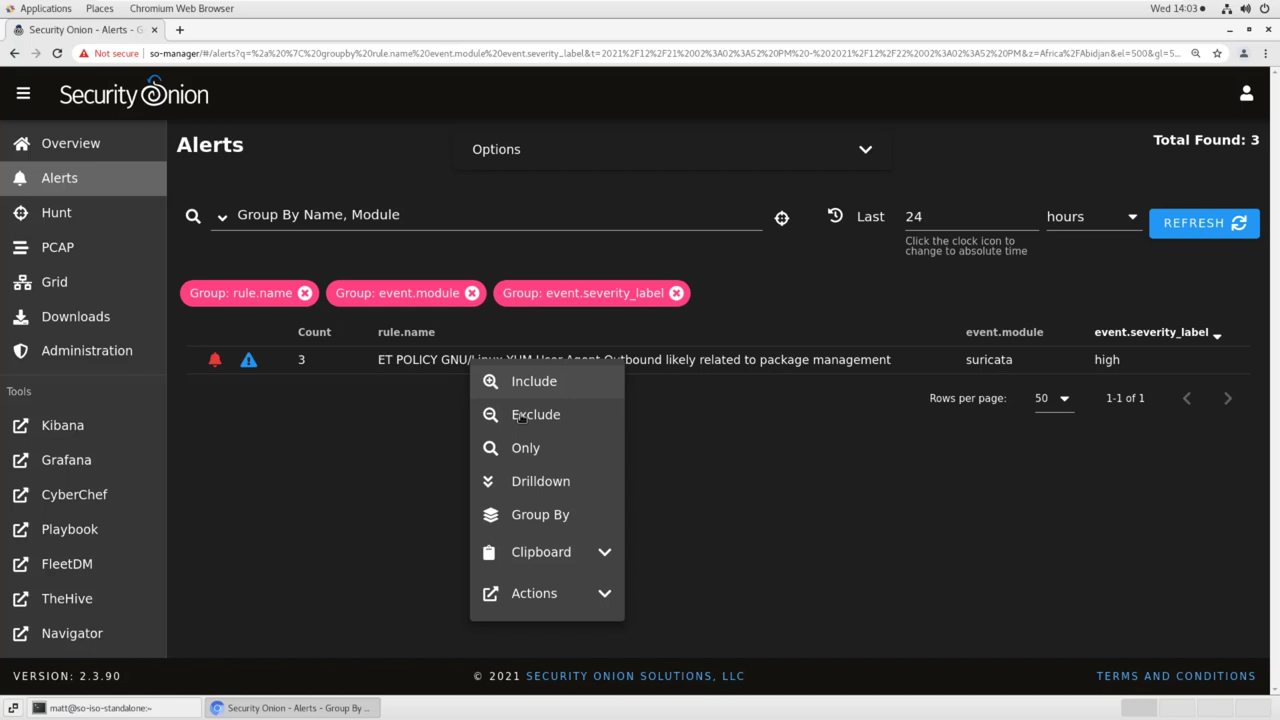 Applications Places Chromium Web Browser Wed 14:03
Security Onion - Alerts - G
Not secure so-manager/#/alerts?q=%2a%20%7C%20groupby%20rule.name%20event.module%20event.severity_label&t=2021%2F12%2F21%2002%3A03%3A52%20PM%20-%202021%2F12%2F22%2002%3A03%3A52%20PM&z=Africa%2FAbidjan&el=500&gl=5...
Security Onion
Overview
Alerts
Hunt
PCAP
Grid
Downloads
Administration
Tools
Kibana
Grafana
CyberChef
Playbook
FleetDM
TheHive
Navigator
Alerts
Options
Total Found: 3
Group By Name, Module
Last 24 hours
REFRESH
Click the clock icon to
change to absolute time
Group: rule.name Group: event.module Group: event.severity_label
Count rule.name event.module event.severity_label
3 ET POLICY GNU/Linux YUM User Agent Outbound likely related to package management suricata high
Rows per page: 50 1-1 of 1
Include
Exclude
Only
Drilldown
Group By
Clipboard
Actions
VERSION: 2.3.90 © 2021 SECURITY ONION SOLUTIONS, LLC TERMS AND CONDITIONS
matt@so-iso-standalone:~ Security Onion - Alerts - Group By ...